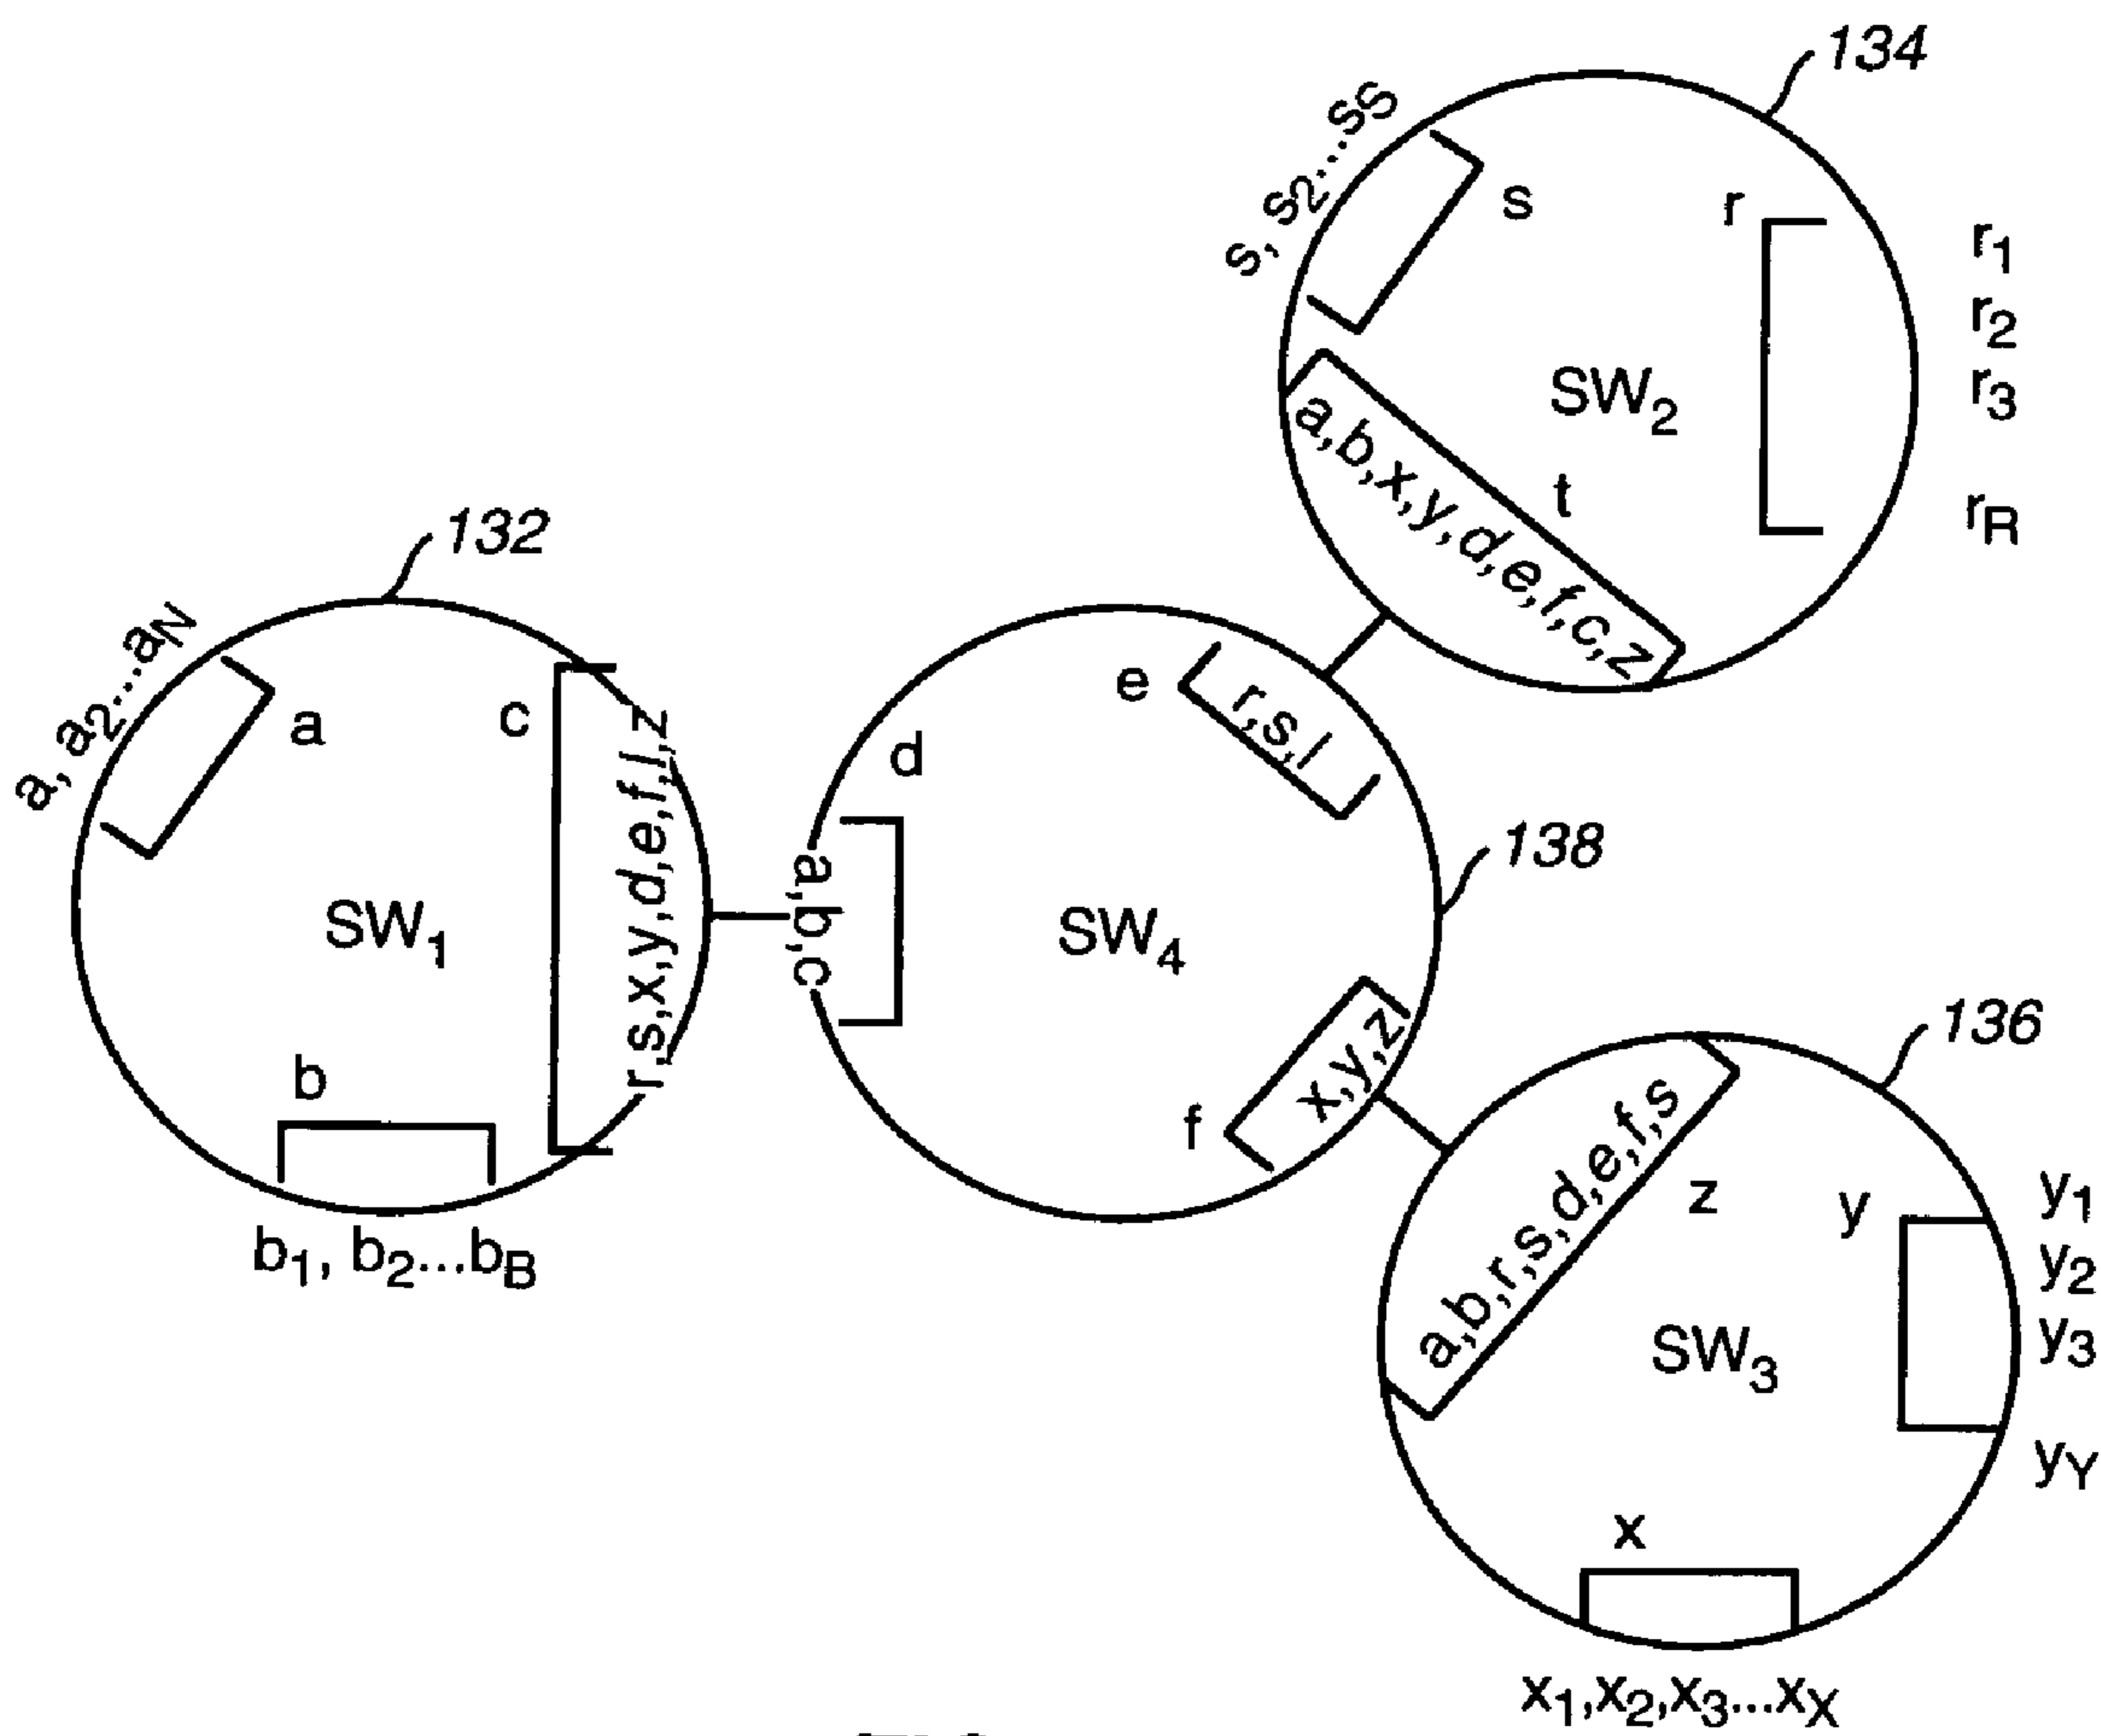 134
s, s2...sS
s
r
r1
r2
SW2
r3
a,b,x,y,d,e,f,c,z
t
rR
132
a, a2...aN
a
c
r,s,x,y,d,e,f,l,z
SW1
b
b1, b2...bB
d
e
r,s,l
a,b,c
SW4
138
x,y,z
f
136
a,b,r,s,d,e,f,s
z
y
y1
y2
SW3
y3
yY
x
x1,x2,x3...xX